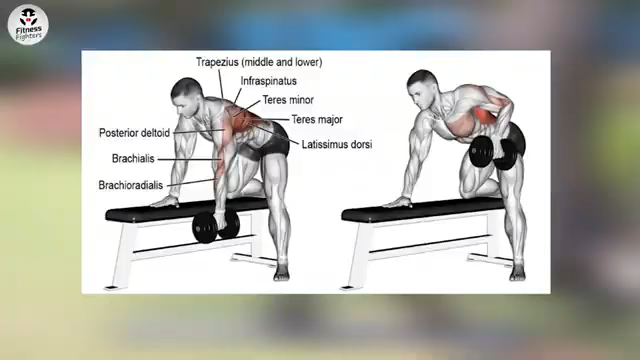 Fitness
Fighters
Trapezius (middle and lower)
Infraspinatus
Teres minor
Teres major
Posterior deltoid
Latissimus dorsi
Brachialis
Brachioradialis